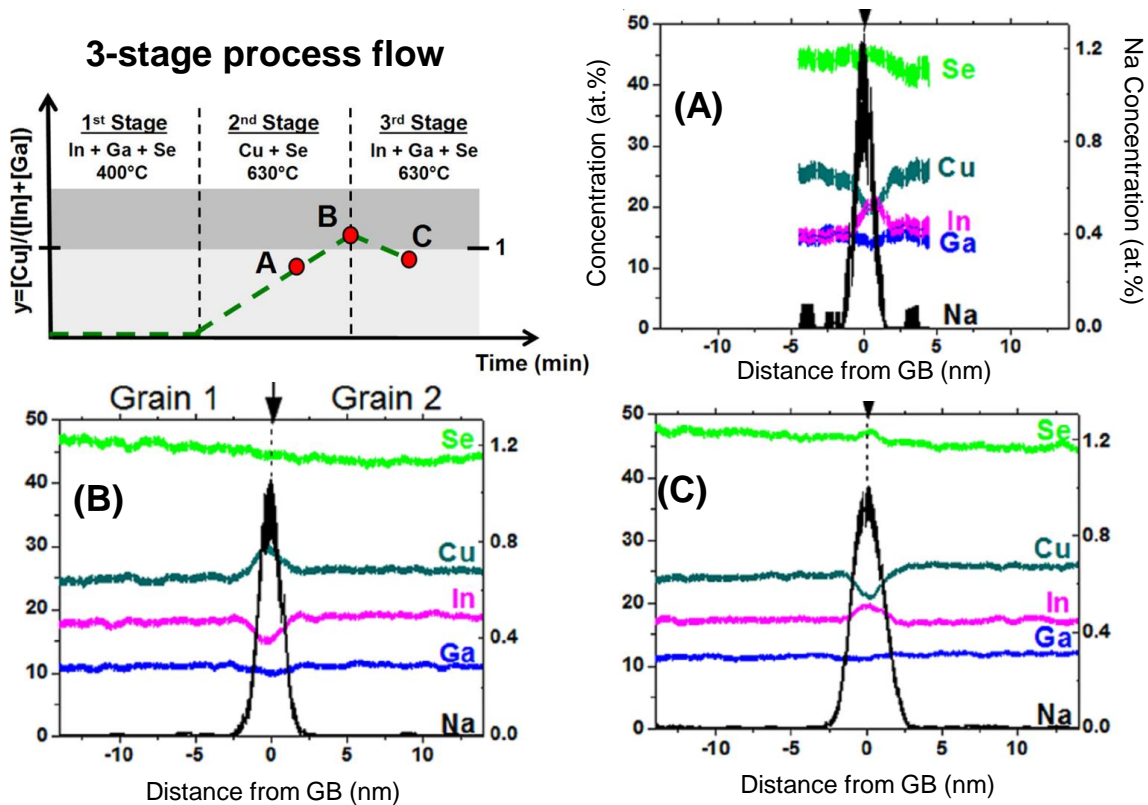 3-stage process flow
y=[Cu]/([In]+[Ga])
1st Stage
In + Ga + Se
400°C
2nd Stage
Cu + Se
630°C
3rd Stage
In + Ga + Se
630°C
A
B
C
1
Time (min)
Concentration (at.%)
50
40
30
20
10
0
(A)
Se
Cu
In
Ga
Na
1.2
0.8
0.4
0.0
Na Concentration (at.%)
-10 -5 0 5 10
Distance from GB (nm)
Grain 1 Grain 2
50
40
30
20
10
0
(B)
Se
Cu
In
Ga
Na
1.2
0.8
0.4
0.0
-10 -5 0 5 10
Distance from GB (nm)
50
40
30
20
10
0
(C)
Se
Cu
In
Ga
Na
1.2
0.8
0.4
0.0
-10 -5 0 5 10
Distance from GB (nm)